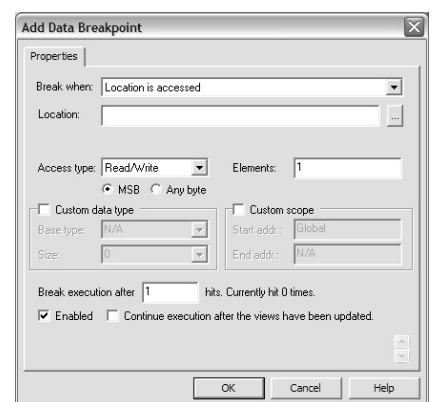 Add Data Breakpoint
Properties
Break when: Location is accessed
Location: ...
Access type: Read/Write Elements: 1
MSB Any byte
Custom data type Custom scope
Base type: N/A Start addr.: Global
Size: 0 End addr.: N/A
Break execution after 1 hits. Currently hit 0 times.
Enabled Continue execution after the views have been updated.
OK Cancel Help